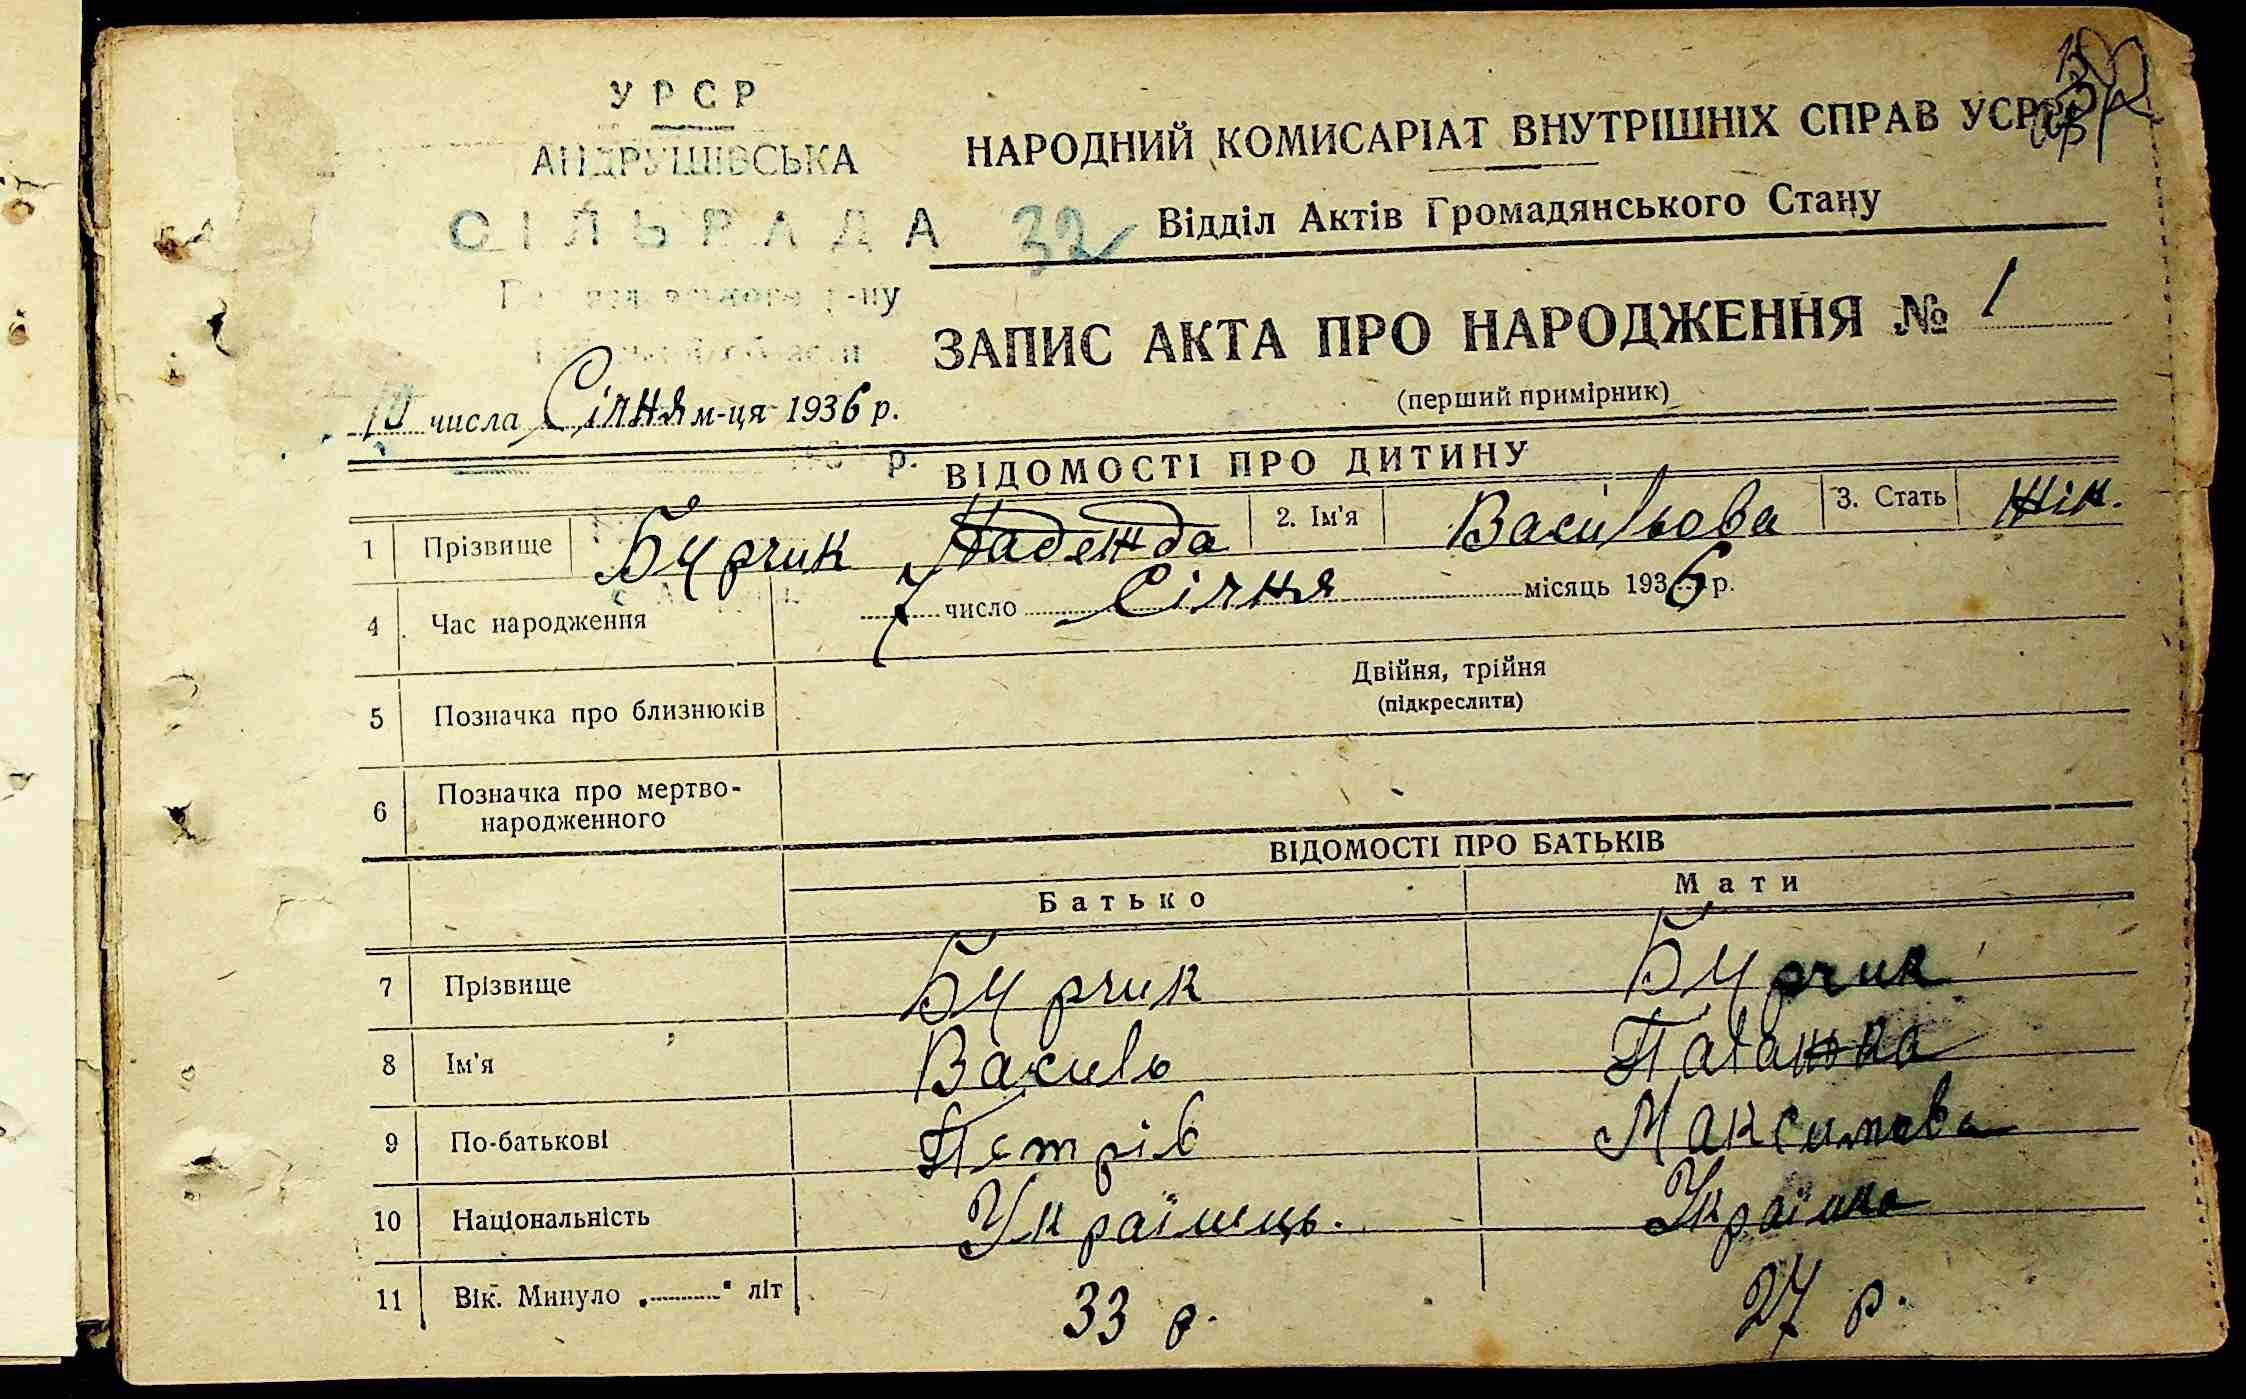 УРСР
АНДРУШІВСЬКА
СІЛЬРАДА
32
НАРОДНИЙ КОМИСАРІАТ ВНУТРІШНІХ СПРАВ УСРР
Відділ Актів Громадянського Стану
ЗАПИС АКТА ПРО НАРОДЖЕННЯ № 1
(перший примірник)
10 числа Січня м-ця 1936 р.
р.
ВІДОМОСТІ ПРО ДИТИНУ
1 Прізвище Бурчик Надежда 2. Ім'я Васильова 3. Стать жін.
4 Час народження 7 число Січня місяць 1936 р.
5 Позначка про близнюків Двійня, трійня
(підкреслити)
6 Позначка про мертво-
народженного
ВІДОМОСТІ ПРО БАТЬКІВ
Батько Мати
7 Прізвище Бурчик Бурчик
8 Ім'я Василь
9 По-батькові Петрів Максимова
10 Національність Українець. Українка
11 Вік. Минуло „ " літ 33 р. 27 р.